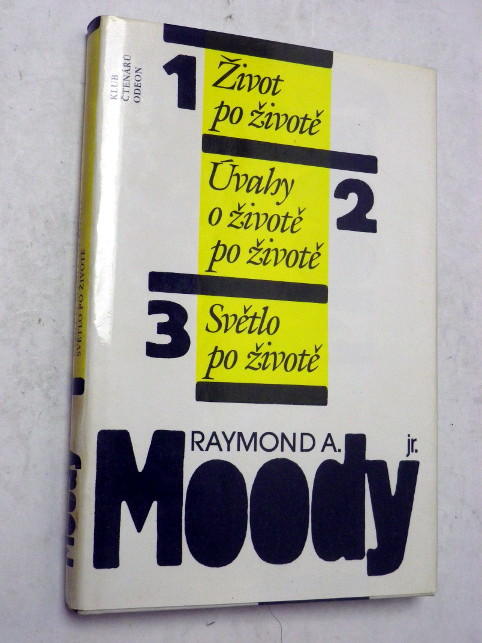 KLUB
ČTENÁŘŮ
ODEON
1
Život
po životě
Úvahy
o životě
po životě
2
3
Světlo
po životě
RAYMOND A. jr.
Moody
SVĚTLO PO ŽIVOTĚ
Moody